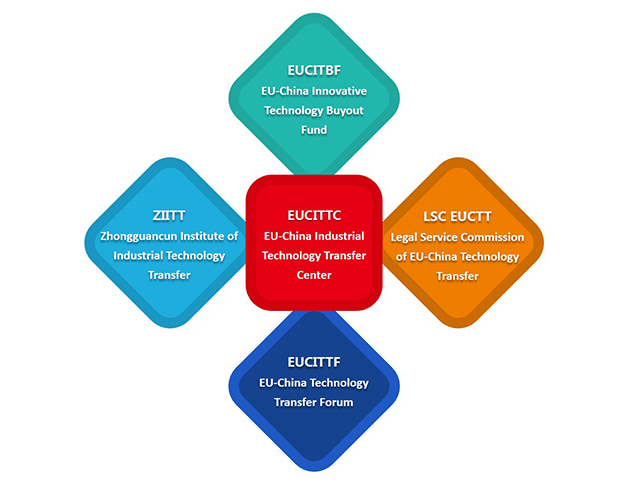 EUCITBF
EU-China Innovative
Technology Buyout
Fund
ZIITT
Zhongguancun Institute of
Industrial Technology
Transfer
EUCITTC
EU-China Industrial
Technology Transfer
Center
LSC EUCTT
Legal Service Commission
of EU-China Technology
Transfer
EUCITTF
EU-China Technology
Transfer Forum